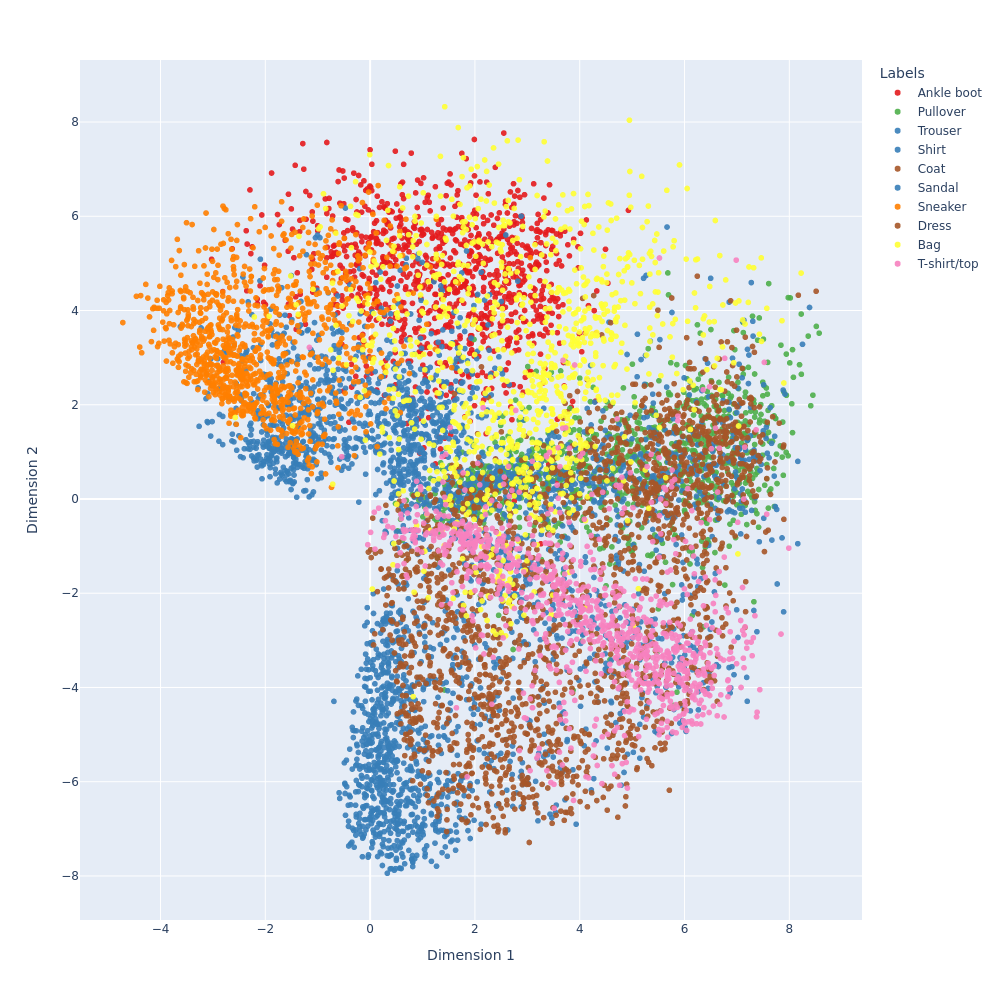 Labels
Ankle boot
Pullover
Trouser
Shirt
Coat
Sandal
Sneaker
Dress
Bag
T-shirt/top
8
6
4
2
0
−2
−4
−6
−8
−4 −2 0 2 4 6 8
Dimension 1
Dimension 2